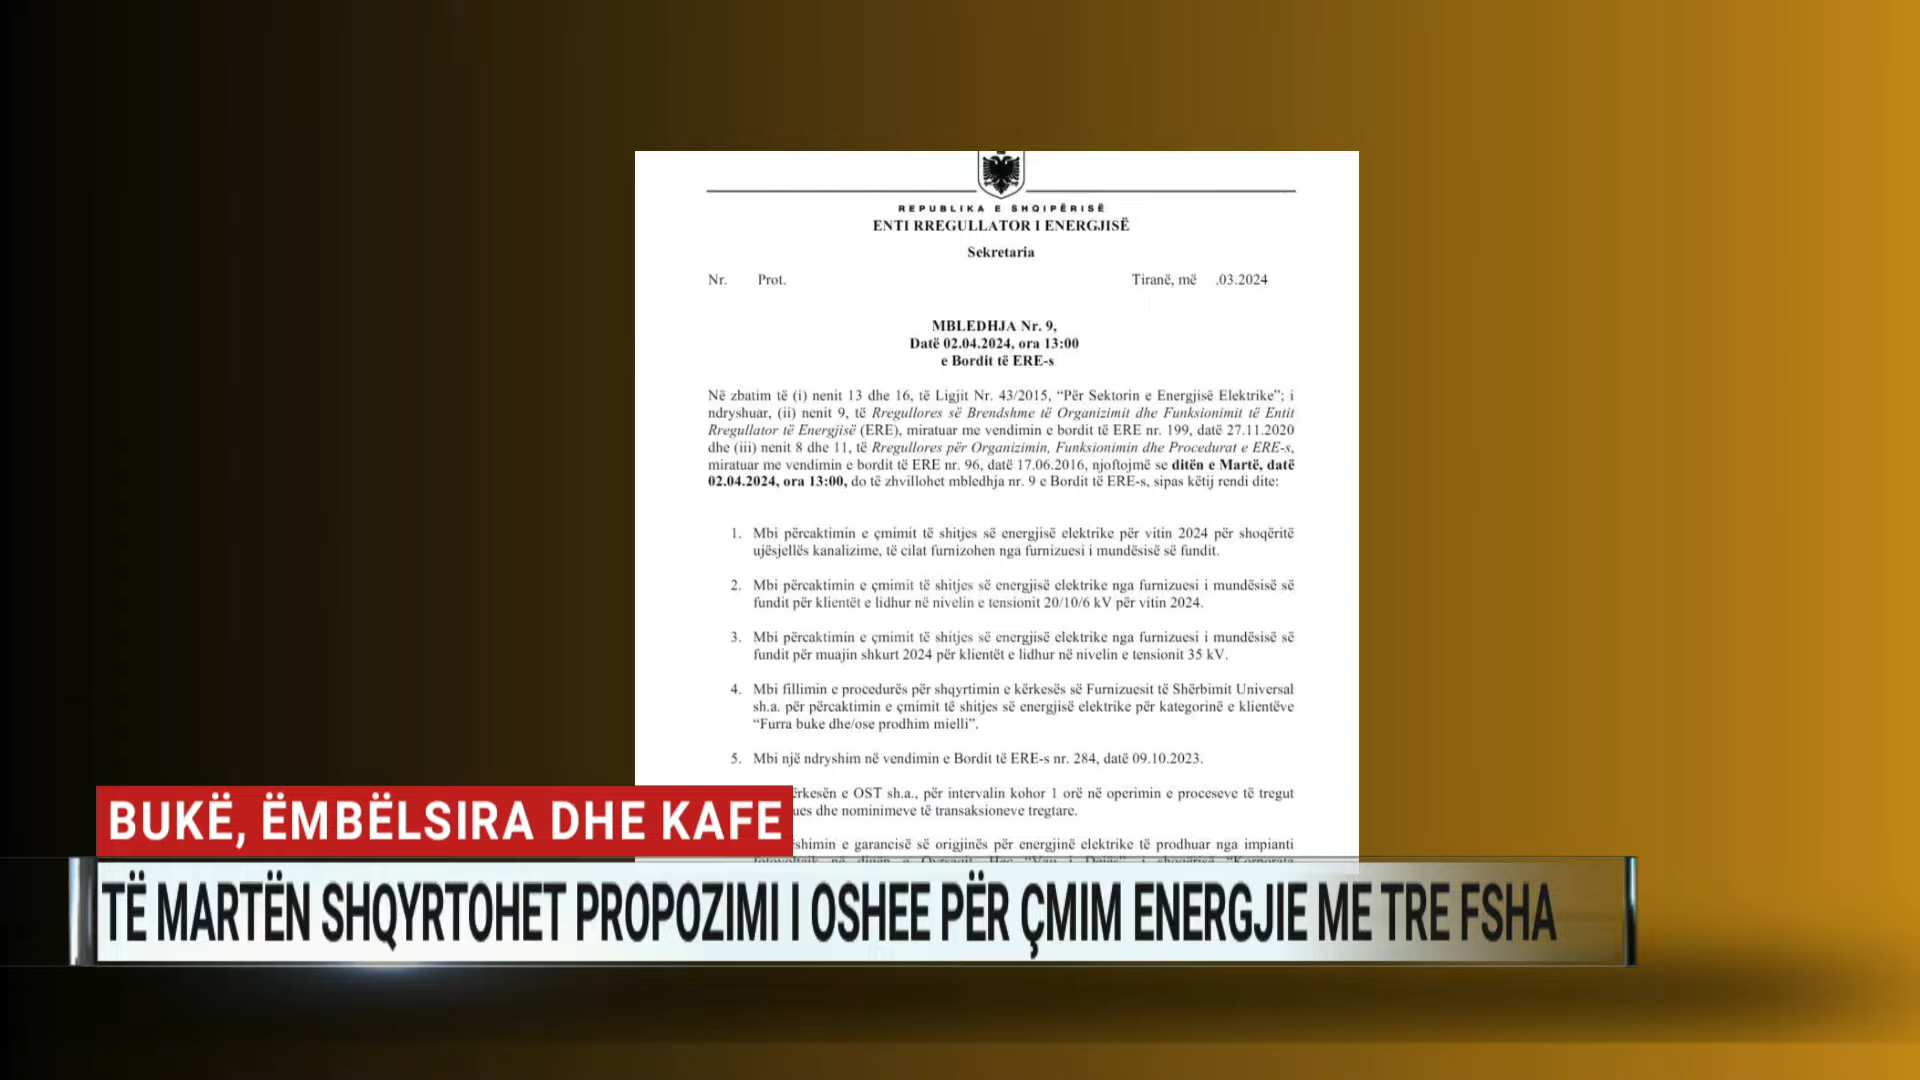 REPUBLIKA E SHQIPËRISË
ENTI RREGULLATOR I ENERGJISË
Sekretaria
Nr. Prot. Tiranë, më .03.2024
MBLEDHJA Nr. 9,
Datë 02.04.2024, ora 13:00
e Bordit të ERE-s
Në zbatim të (i) nenit 13 dhe 16, të Ligjit Nr. 43/2015, “Për Sektorin e Energjisë Elektrike”; i
ndryshuar, (ii) nenit 9, të Rregullores së Brendshme të Organizimit dhe Funksionimit të Entit
Rregullator të Energjisë (ERE), miratuar me vendimin e bordit të ERE nr. 199, datë 27.11.2020
dhe (iii) nenit 8 dhe 11, të Rregullores për Organizimin, Funksionimin dhe Procedurat e ERE-s,
miratuar me vendimin e bordit të ERE nr. 96, datë 17.06.2016, njoftojmë se ditën e Martë, datë
02.04.2024, ora 13:00, do të zhvillohet mbledhja nr. 9 e Bordit të ERE-s, sipas këtij rendi dite:
1. Mbi përcaktimin e çmimit të shitjes së energjisë elektrike për vitin 2024 për shoqëritë
ujësjellës kanalizime, të cilat furnizohen nga furnizuesi i mundësisë së fundit.
2. Mbi përcaktimin e çmimit të shitjes së energjisë elektrike nga furnizuesi i mundësisë së
fundit për klientët e lidhur në nivelin e tensionit 20/10/6 kV për vitin 2024.
3. Mbi përcaktimin e çmimit të shitjes së energjisë elektrike nga furnizuesi i mundësisë së
fundit për muajin shkurt 2024 për klientët e lidhur në nivelin e tensionit 35 kV.
4. Mbi fillimin e procedurës për shqyrtimin e kërkesës së Furnizuesit të Shërbimit Universal
sh.a. për përcaktimin e çmimit të shitjes së energjisë elektrike për kategorinë e klientëve
“Furra buke dhe/ose prodhim mielli”.
5. Mbi një ndryshim në vendimin e Bordit të ERE-s nr. 284, datë 09.10.2023.
ërkesën e OST sh.a., për intervalin kohor 1 orë në operimin e proceseve të tregut
ues dhe nominimeve të transaksioneve tregtare.
shimin e garancisë së origjinës për energjinë elektrike të prodhuar nga impianti
BUKË, ËMBËLSIRA DHE KAFE
TË MARTËN SHQYRTOHET PROPOZIMI I OSHEE PËR ÇMIM ENERGJIE ME TRE FSHA